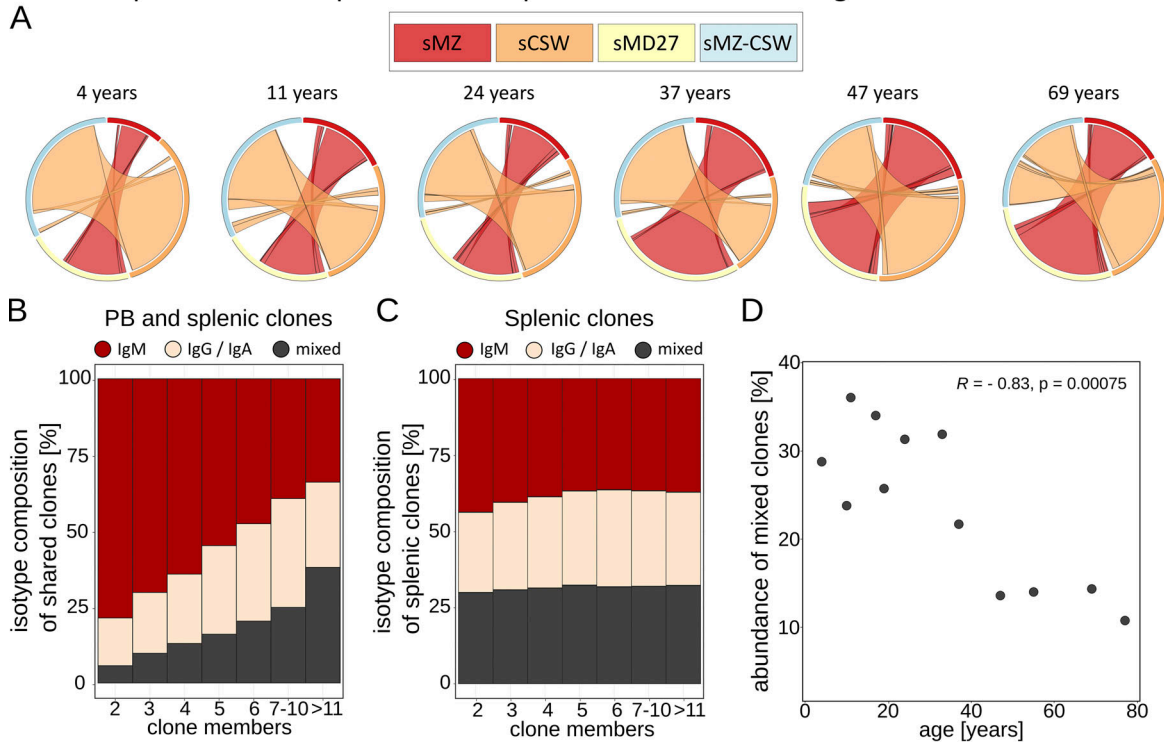 A
sMZ sCSW sMD27 sMZ-CSW
4 years 11 years 24 years 37 years 47 years 69 years
B PB and splenic clones
IgM IgG / IgA mixed
isotype composition
of shared clones [%]
100
75
50
25
0
2 3 4 5 6 7-10 >11
clone members
C Splenic clones
IgM IgG / IgA mixed
isotype composition
of splenic clones [%]
100
75
50
25
0
2 3 4 5 6 7-10 >11
clone members
D
R = - 0.83, p = 0.00075
abundance of mixed clones [%]
40
30
20
10
0 20 40 60 80
age [years]